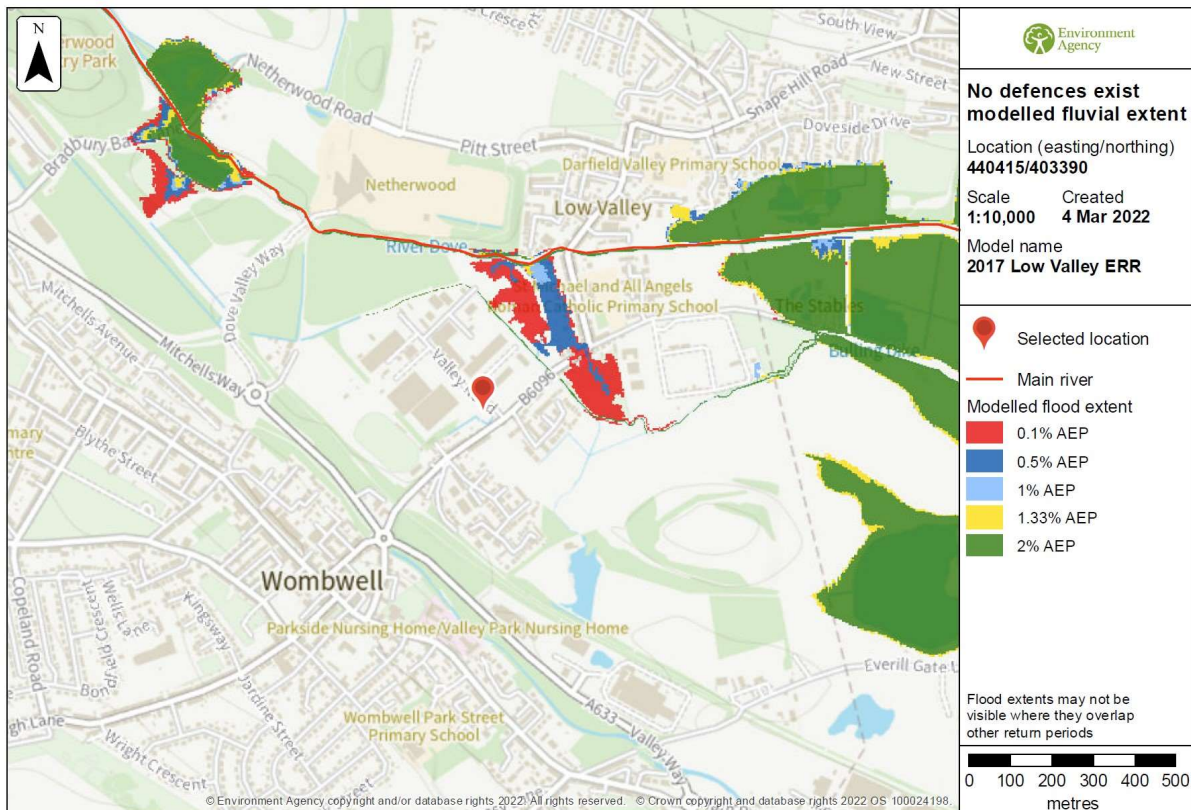 N
South View
New Street
Snape Hill Road
Doveside Drive
Netherwood Road
Pitt Street
Darfield Valley Primary School
Netherwood
Low Valley
River Dove
Dove Valley Way
Mitchells Avenue
Mitchells Way
Roman Catholic Primary School
The Stables
Valley Road
B6096
Blythe Street
Wombwell
Copeland Road
Kingsway
Jardine Street
Parkside Nursing Home/Valley Park Nursing Home
Everill Gate L
A633
Valley Way
Wombwell Park Street
Primary School
Wright Crescent
© Environment Agency copyright and/or database rights 2022. All rights reserved. © Crown copyright and database rights 2022 OS 100024198.
Environment
Agency
No defences exist
modelled fluvial extent
Location (easting/northing)
440415/403390
Scale Created
1:10,000 4 Mar 2022
Model name
2017 Low Valley ERR
Selected location
Main river
Modelled flood extent
0.1% AEP
0.5% AEP
1% AEP
1.33% AEP
2% AEP
Flood extents may not be
visible where they overlap
other return periods
0 100 200 300 400 500
metres